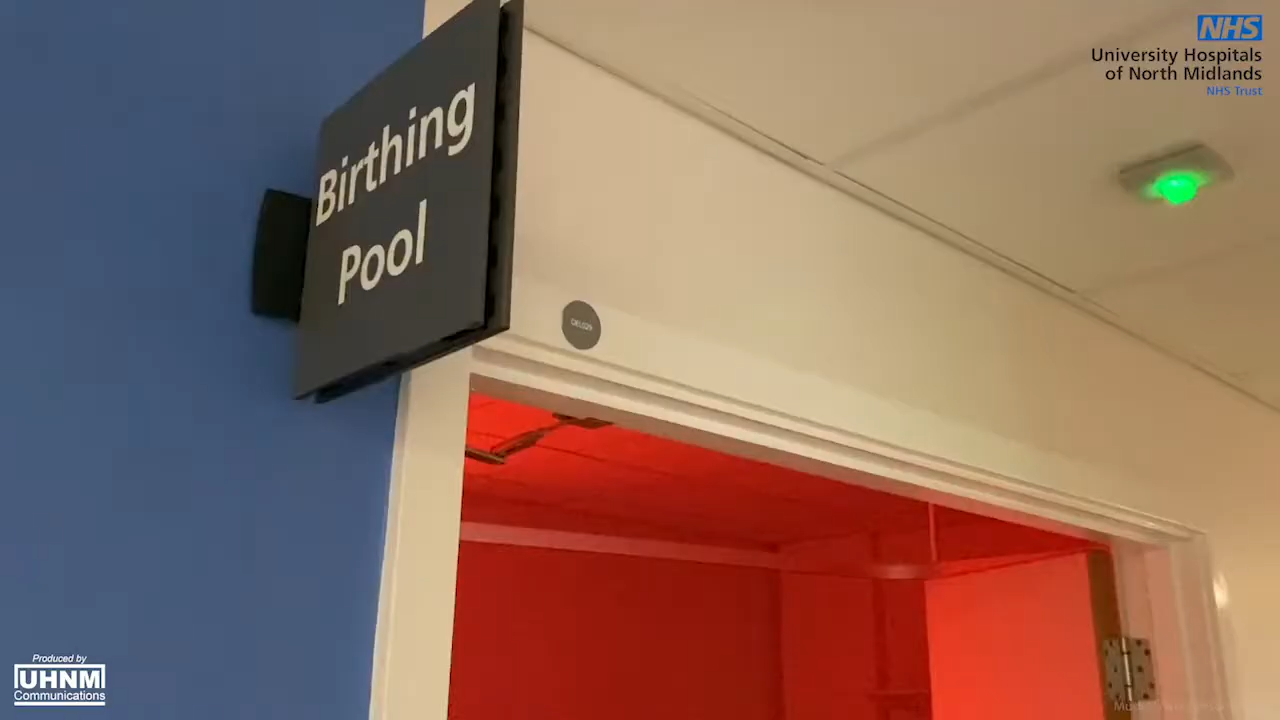 NHS
University Hospitals
of North Midlands
NHS Trust
Birthing
Pool
Produced by
UHNM
Communications